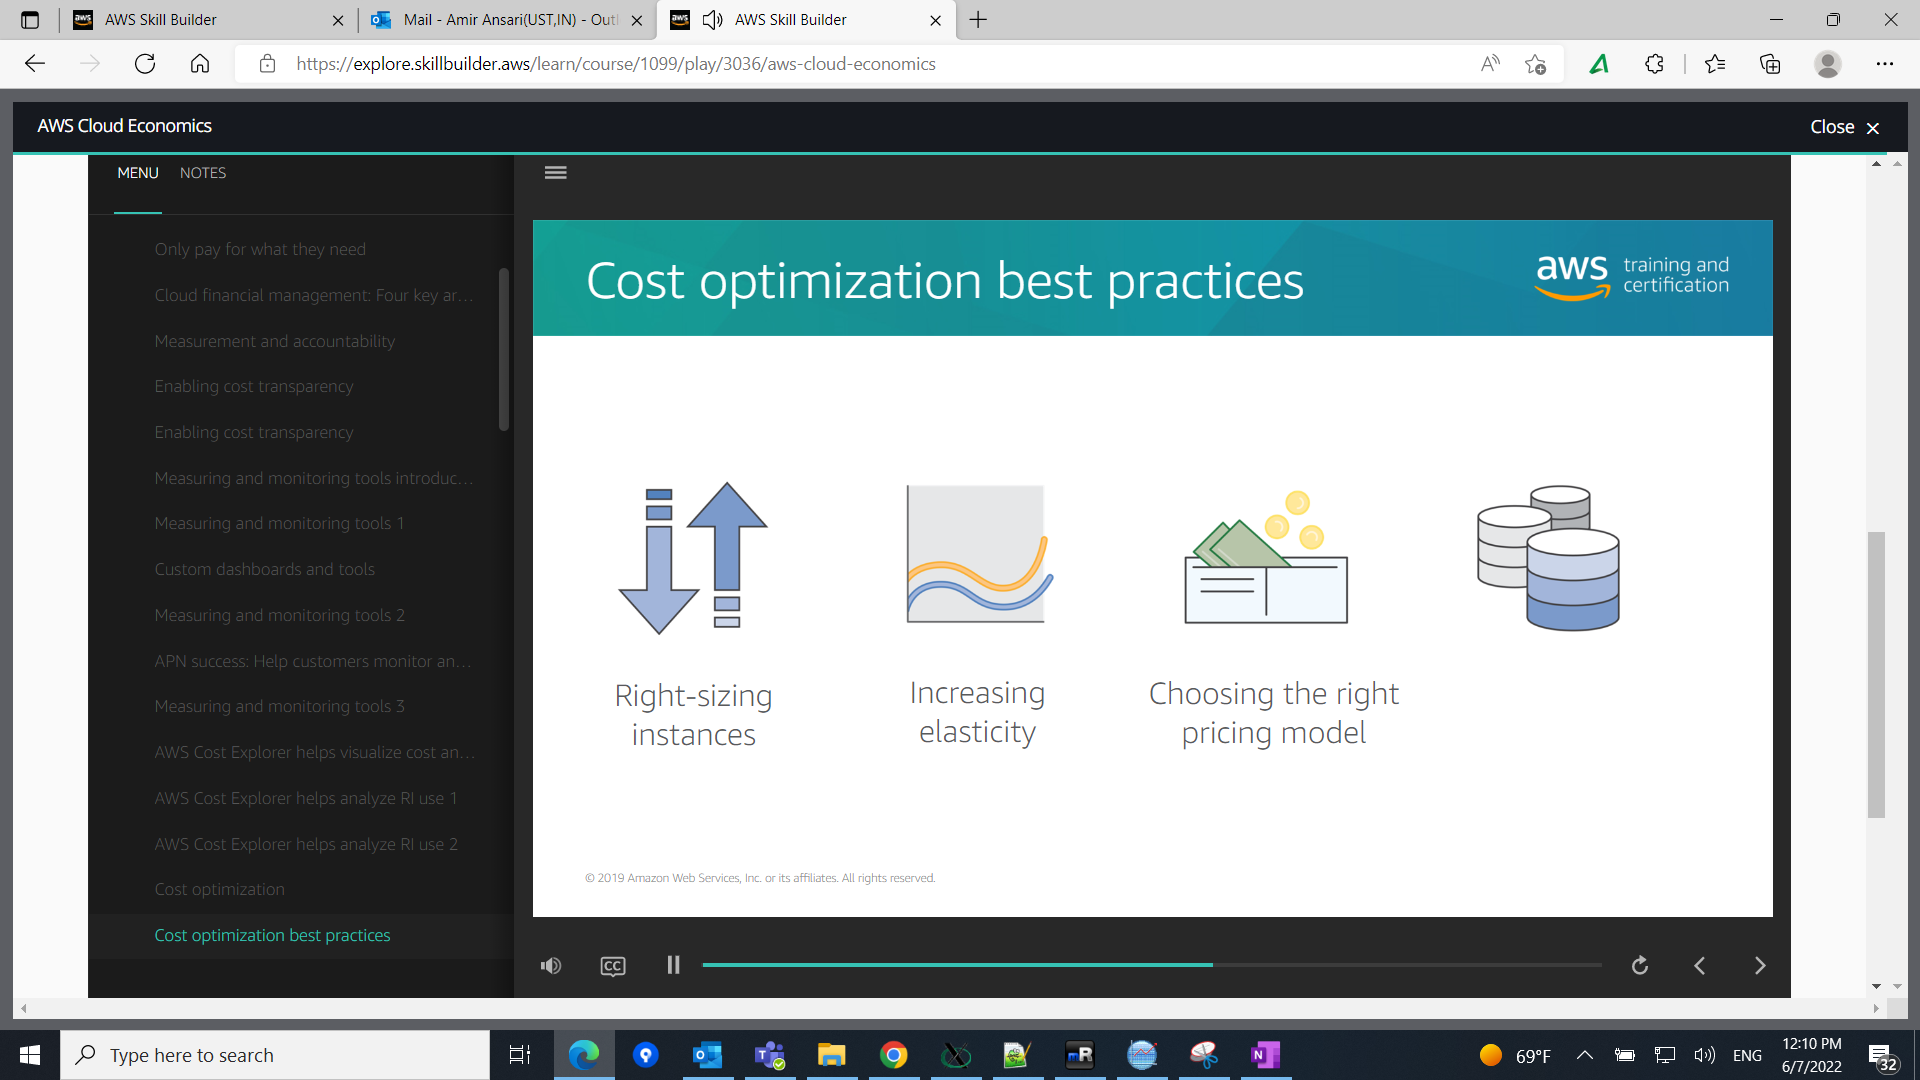 AWS Skill Builder
Mail - Amir Ansari(UST,IN) - Outl
AWS Skill Builder
https://explore.skillbuilder.aws/learn/course/1099/play/3036/aws-cloud-economics
AWS Cloud Economics
Close
MENU
NOTES
Only pay for what they need
Cloud financial management: Four key ar...
Measurement and accountability
Enabling cost transparency
Enabling cost transparency
Measuring and monitoring tools introduc...
Measuring and monitoring tools 1
Custom dashboards and tools
Measuring and monitoring tools 2
APN success: Help customers monitor an...
Measuring and monitoring tools 3
AWS Cost Explorer helps visualize cost an...
AWS Cost Explorer helps analyze RI use 1
AWS Cost Explorer helps analyze RI use 2
Cost optimization
Cost optimization best practices
Cost optimization best practices
aws training and
certification
Right-sizing
instances
Increasing
elasticity
Choosing the right
pricing model
© 2019 Amazon Web Services, Inc. or its affiliates. All rights reserved.
CC
Type here to search
69°F
ENG
12:10 PM
6/7/2022
32